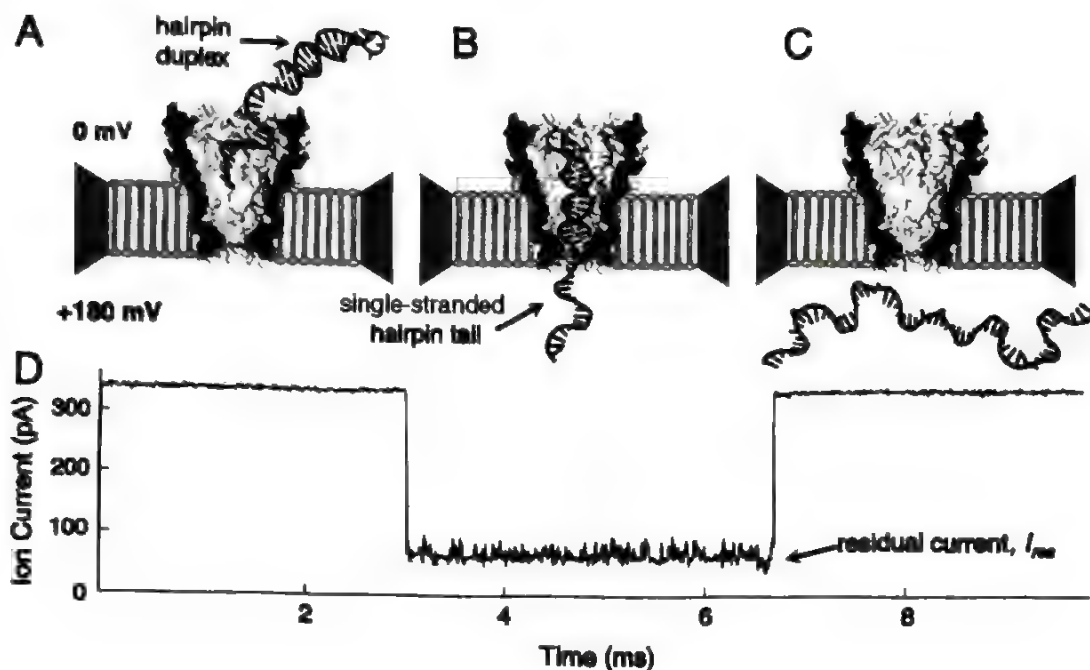 A
hairpin
duplex
B
C
0 mV
+180 mV
single-stranded
hairpin tail
D
Ion Current (pA)
300
200
100
0
residual current, I res
2
4
6
8
Time (ms)